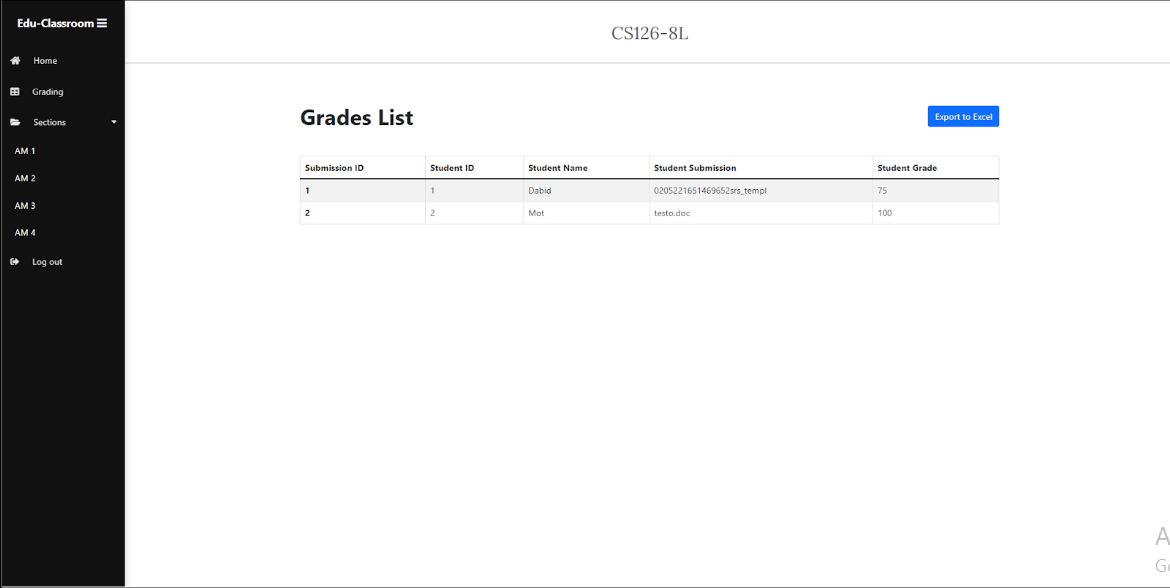 Edu-Classroom
CS126-8L
Home
Grading
Sections
AM 1
AM 2
AM 3
AM 4
Log out
Grades List
Export to Excel
Submission ID Student ID Student Name Student Submission Student Grade
1 1 Dabid 0205221651469652srs_templ 75
2 2 Mot testo.doc 100
A
Go